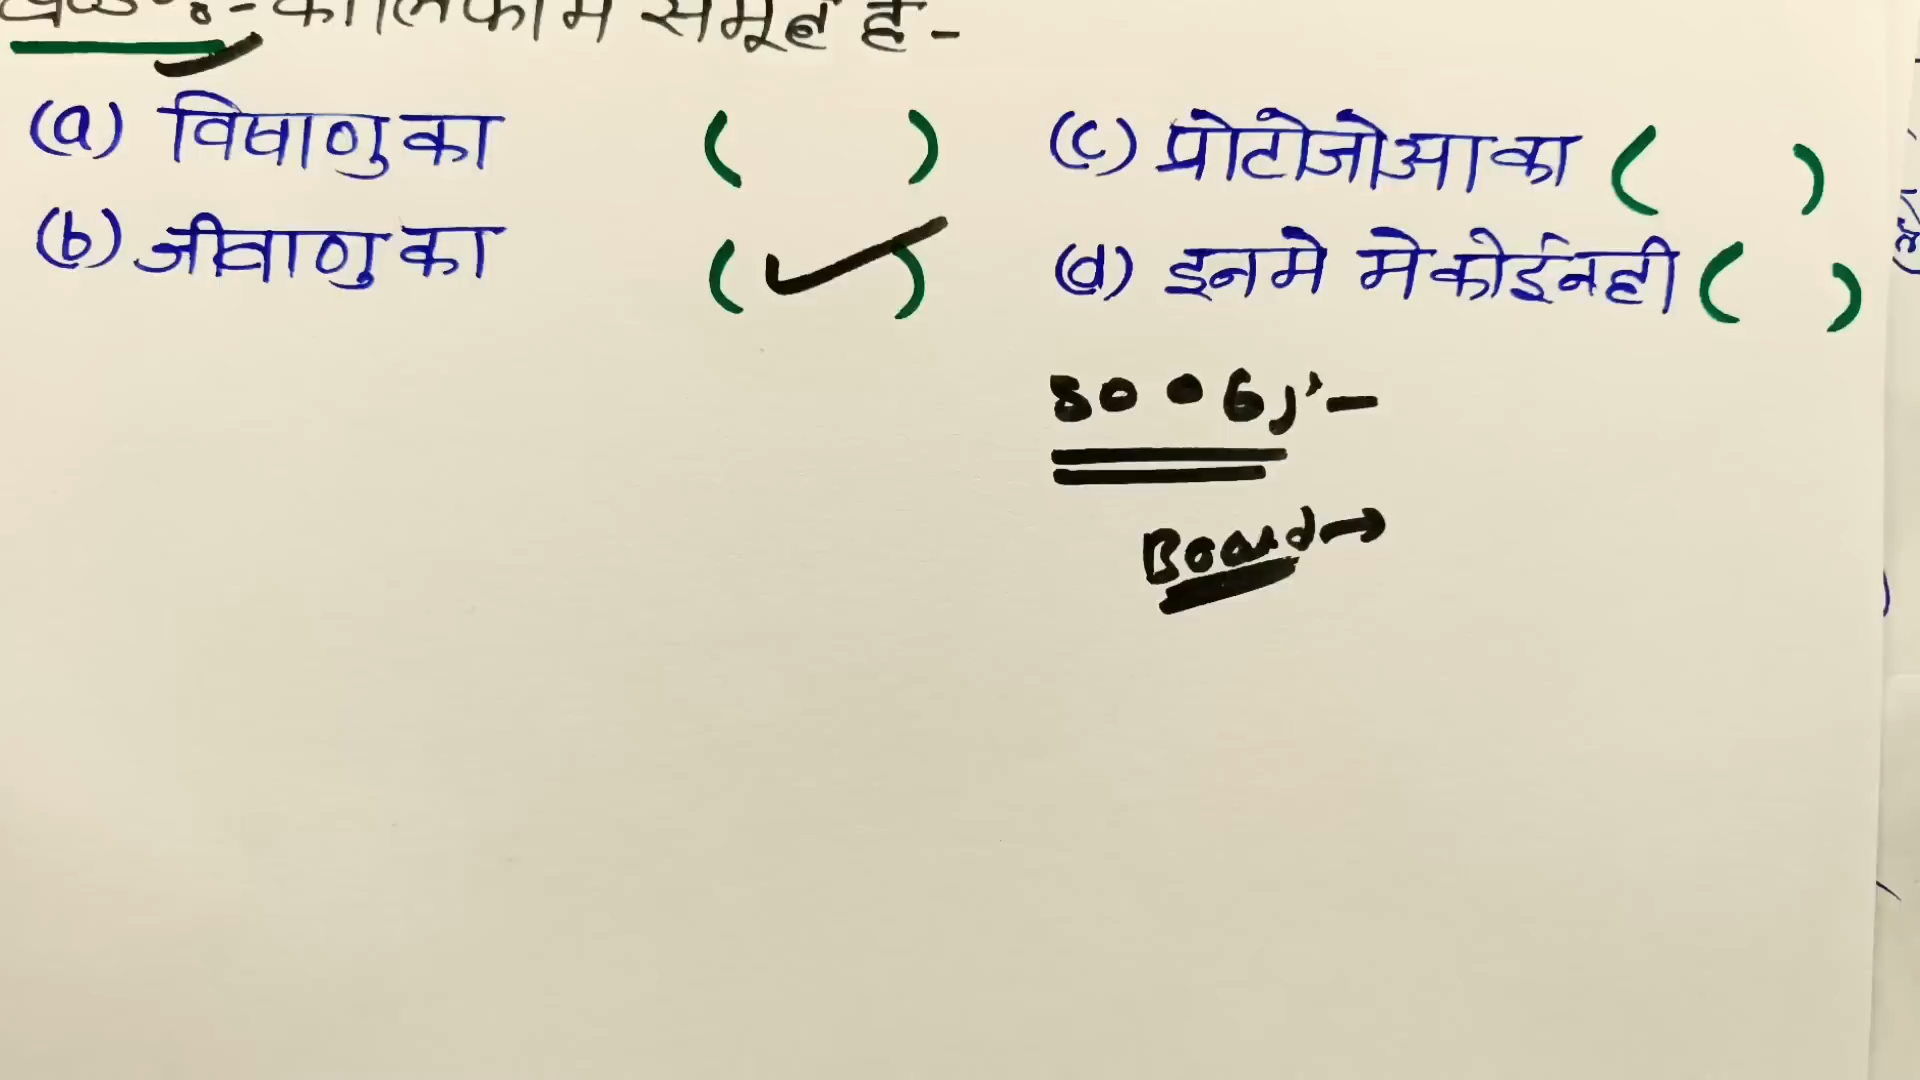 कोलिफॉर्म समूह है -
(a) विषाणु का ( )
(b) जीवाणु का (✓)
(c) प्रोटोजोआ का ( )
(d) इनमे मे कोई नही ( )
Board →